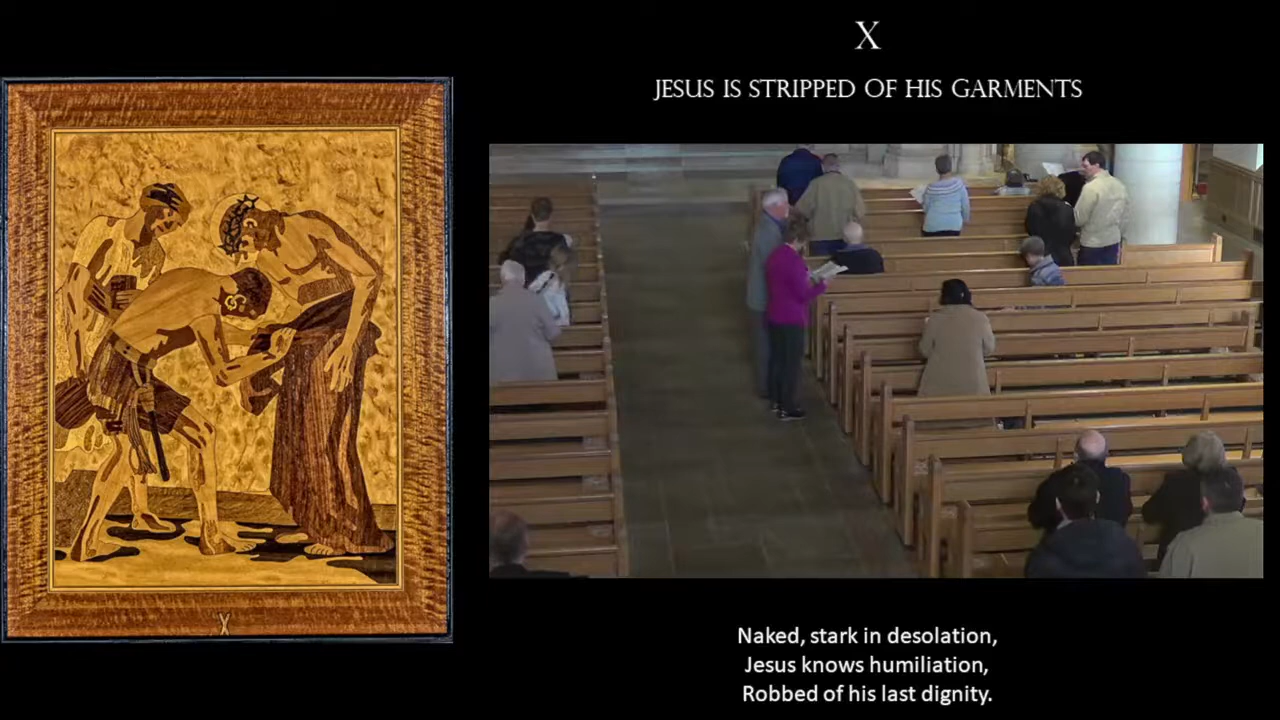 X
JESUS IS STRIPPED OF HIS GARMENTS
X
Naked, stark in desolation,
Jesus knows humiliation,
Robbed of his last dignity.